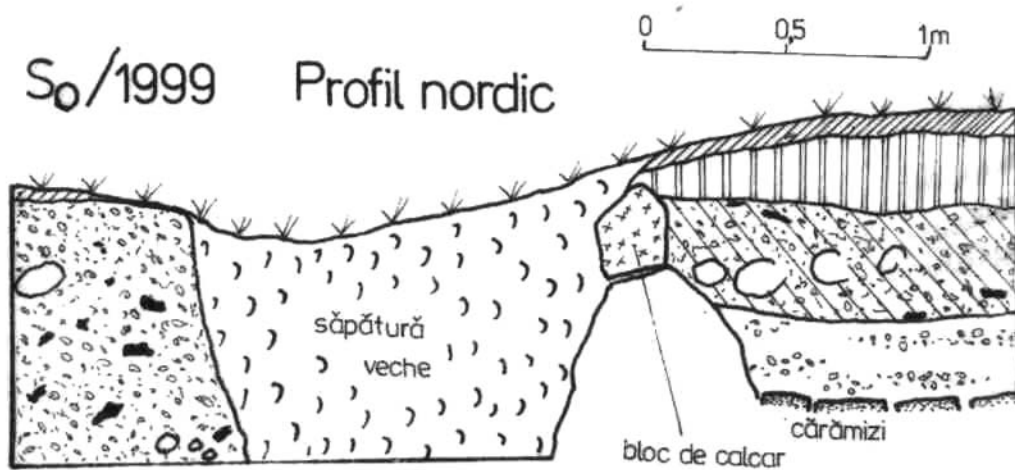 S₀/1999 Profil nordic
0 0,5 1m
săpătură
veche
cărămizi
bloc de calcar